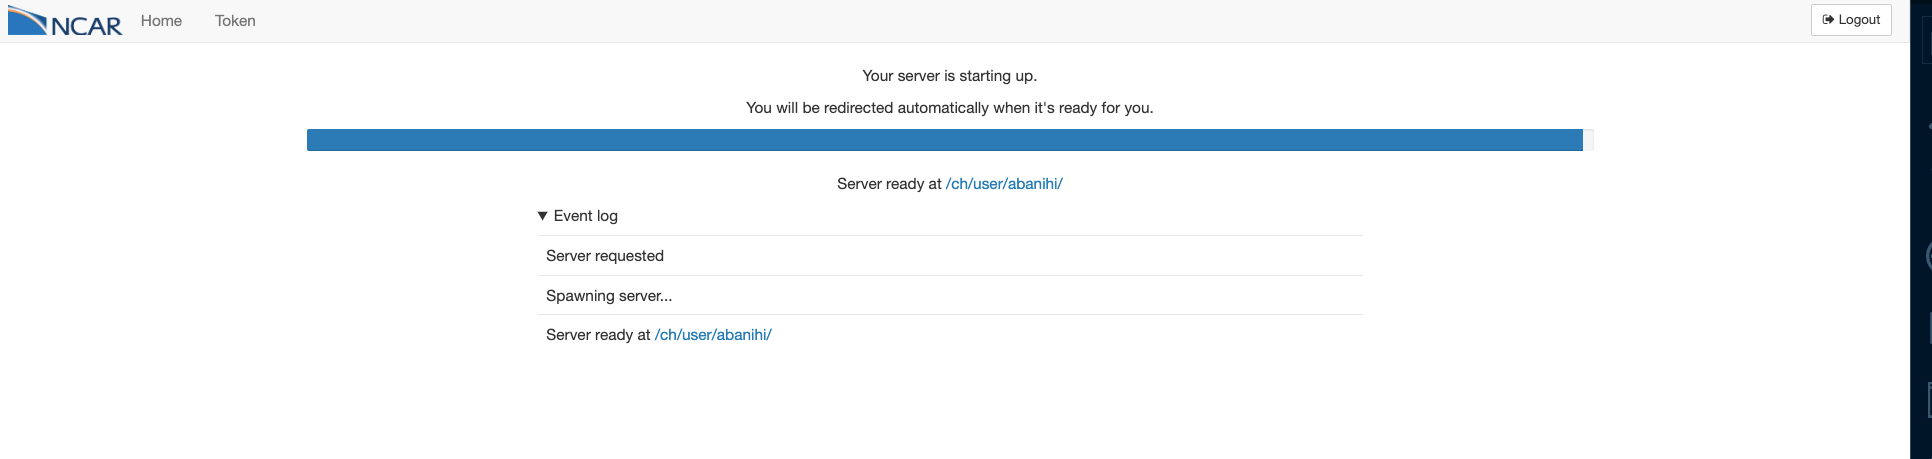 NCAR Home Token Logout
Your server is starting up.
You will be redirected automatically when it's ready for you.
Server ready at /ch/user/abanihi/
▼ Event log
Server requested
Spawning server...
Server ready at /ch/user/abanihi/